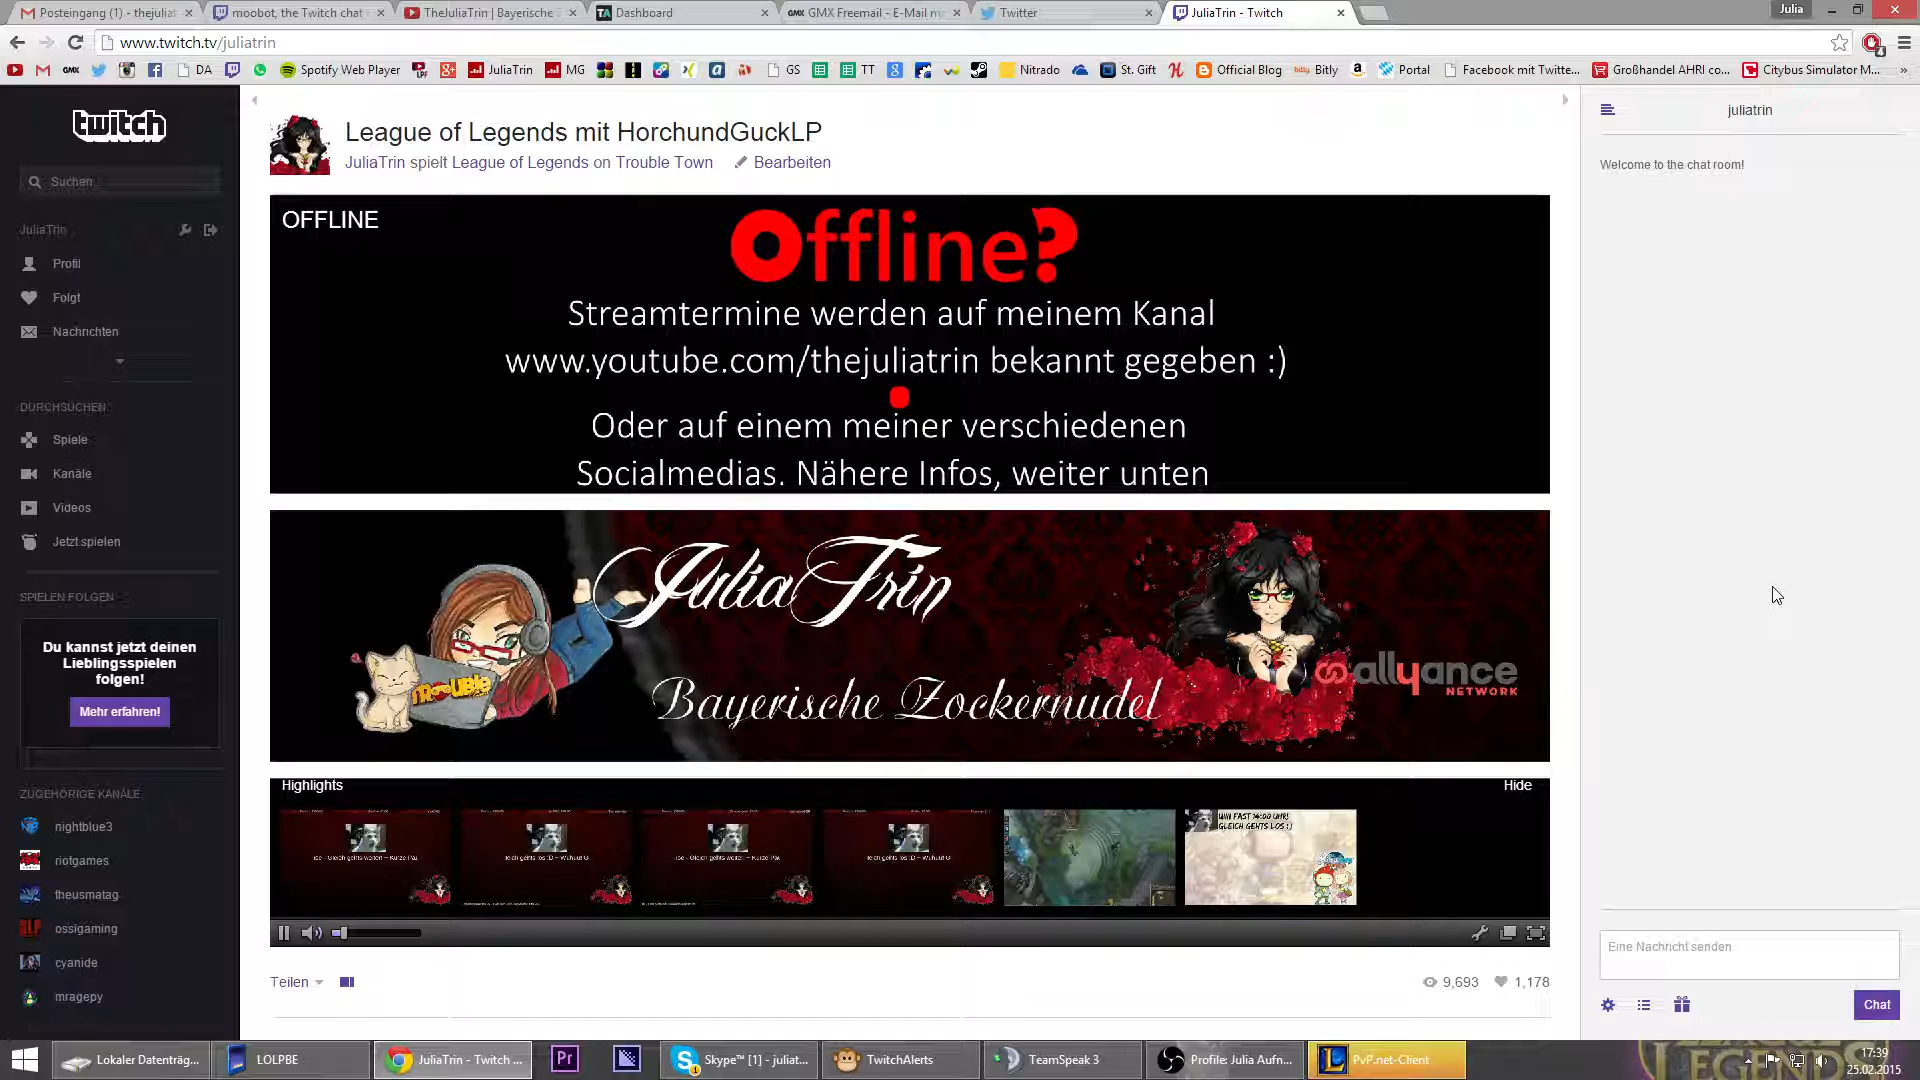 Posteingang (1) - thejuliat
moobot, the Twitch chat
TheJuliaTrin | Bayerische
Dashboard
GMX Freemail - E-Mail m
Twitter
JuliaTrin - Twitch
Julia
www.twitch.tv/juliatrin
GMX
DA
Spotify Web Player
JuliaTrin
MG
GS
TT
Nitrado
St. Gift
Official Blog
Bitly
Portal
Facebook mit Twitte...
Großhandel AHRI co...
Citybus Simulator M...
twitch
Suchen
JuliaTrin
Profil
Folgt
Nachrichten
DURCHSUCHEN
Spiele
Kanäle
Videos
Jetzt spielen
SPIELEN FOLGEN
Du kannst jetzt deinen
Lieblingsspielen
folgen!
Mehr erfahren!
ZUGEHÖRIGE KANÄLE
nightblue3
riotgames
theusmatag
ossigaming
cyanide
mragepy
League of Legends mit HorchundGuckLP
JuliaTrin spielt League of Legends on Trouble Town
Bearbeiten
OFFLINE
Offline?
Streamtermine werden auf meinem Kanal
www.youtube.com/thejuliatrin bekannt gegeben :)
Oder auf einem meiner verschiedenen
Socialmedias. Nähere Infos, weiter unten
JuliaTrin
Bayerische Zockernudel
TROUBLE
allyance
NETWORK
Highlights
Hide
GLEICH GEHTS LOS :)
Teilen
9,693
1,178
juliatrin
Welcome to the chat room!
Eine Nachricht senden
Chat
Lokaler Datenträg...
LOLPBE
JuliaTrin - Twitch ...
Pr
Skype™ [1] - juliat...
TwitchAlerts
TeamSpeak 3
Profile: Julia Aufn...
PvP.net-Client
LEGENDS
17:39
25.02.2015